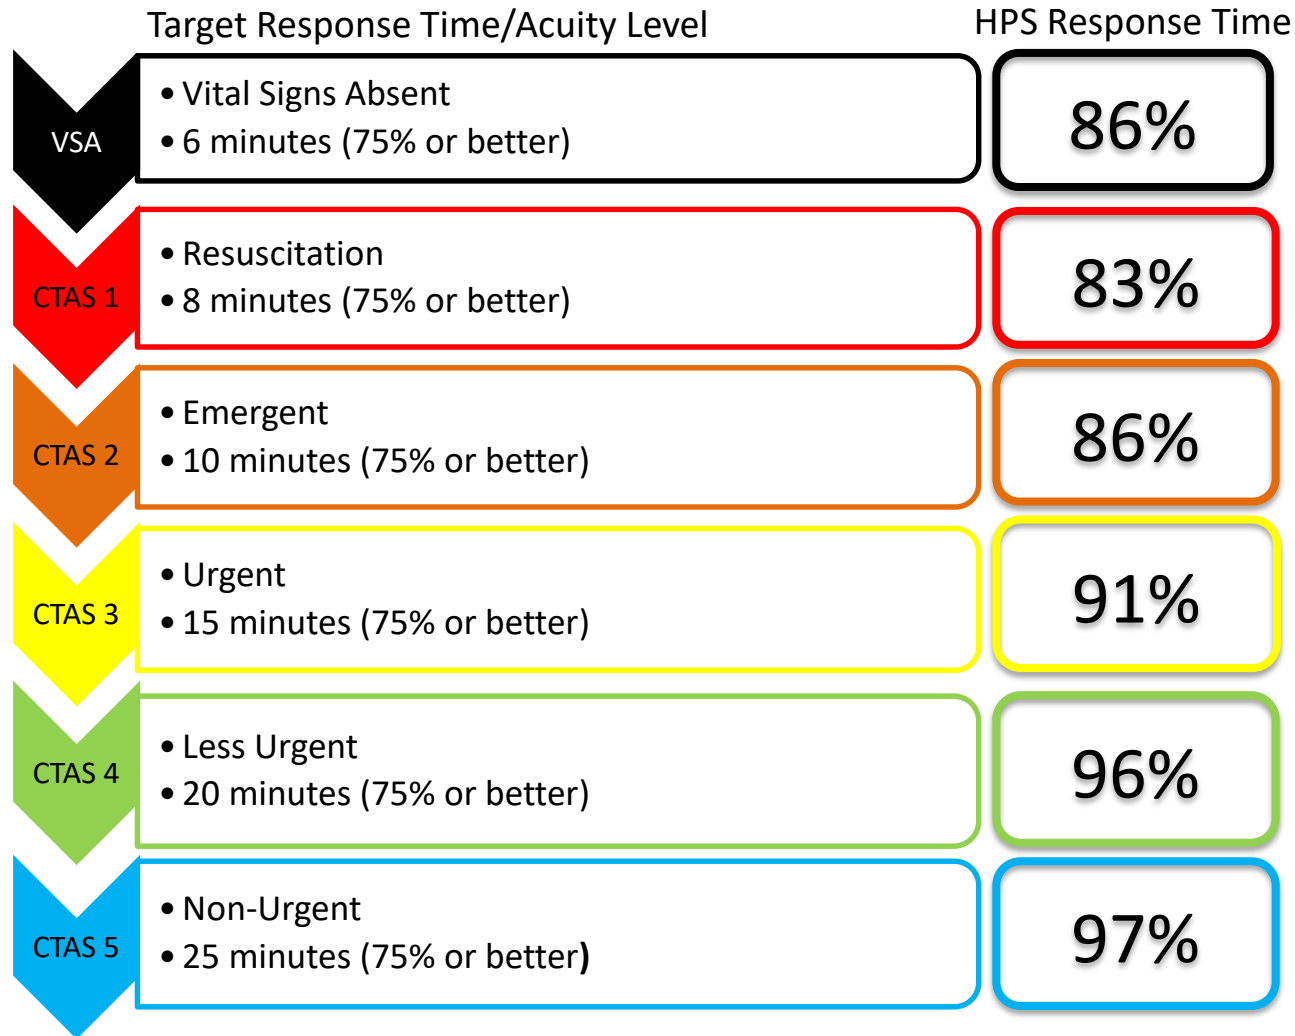 Target Response Time/Acuity Level
HPS Response Time
VSA
• Vital Signs Absent
• 6 minutes (75% or better)
86%
CTAS 1
• Resuscitation
• 8 minutes (75% or better)
83%
CTAS 2
• Emergent
• 10 minutes (75% or better)
86%
CTAS 3
• Urgent
• 15 minutes (75% or better)
91%
CTAS 4
• Less Urgent
• 20 minutes (75% or better)
96%
CTAS 5
• Non-Urgent
• 25 minutes (75% or better)
97%